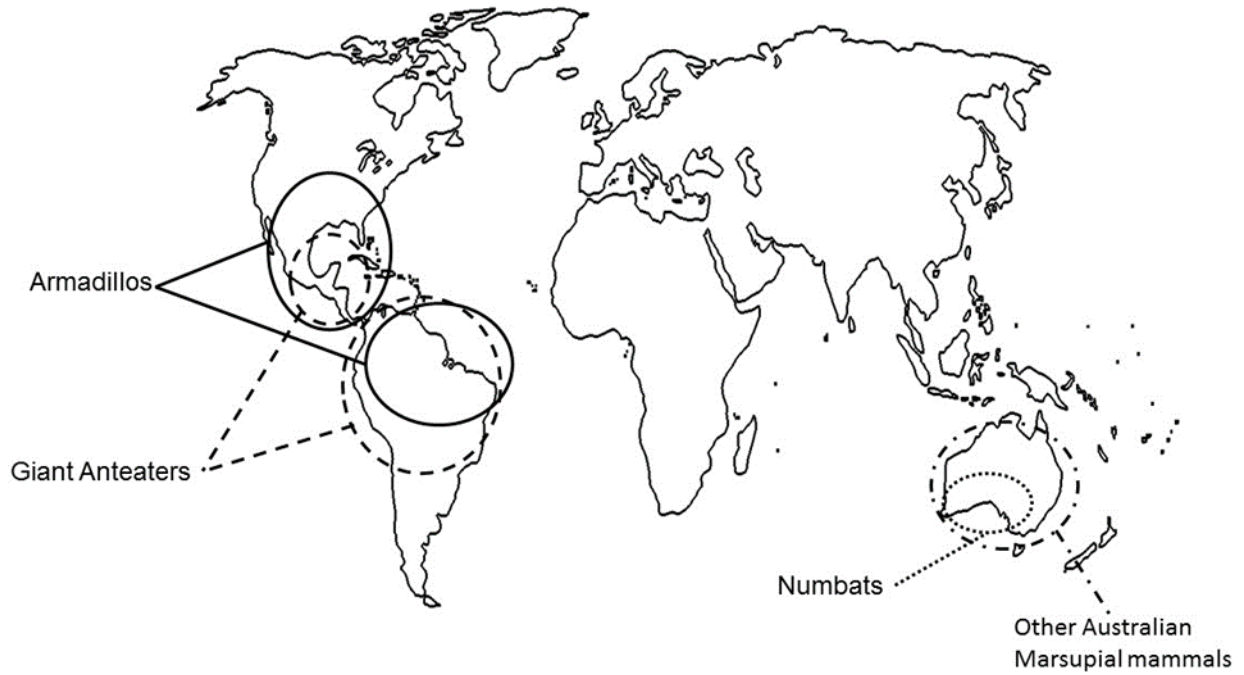 Armadillos
Giant Anteaters
Numbats
Other Australian
Marsupial mammals